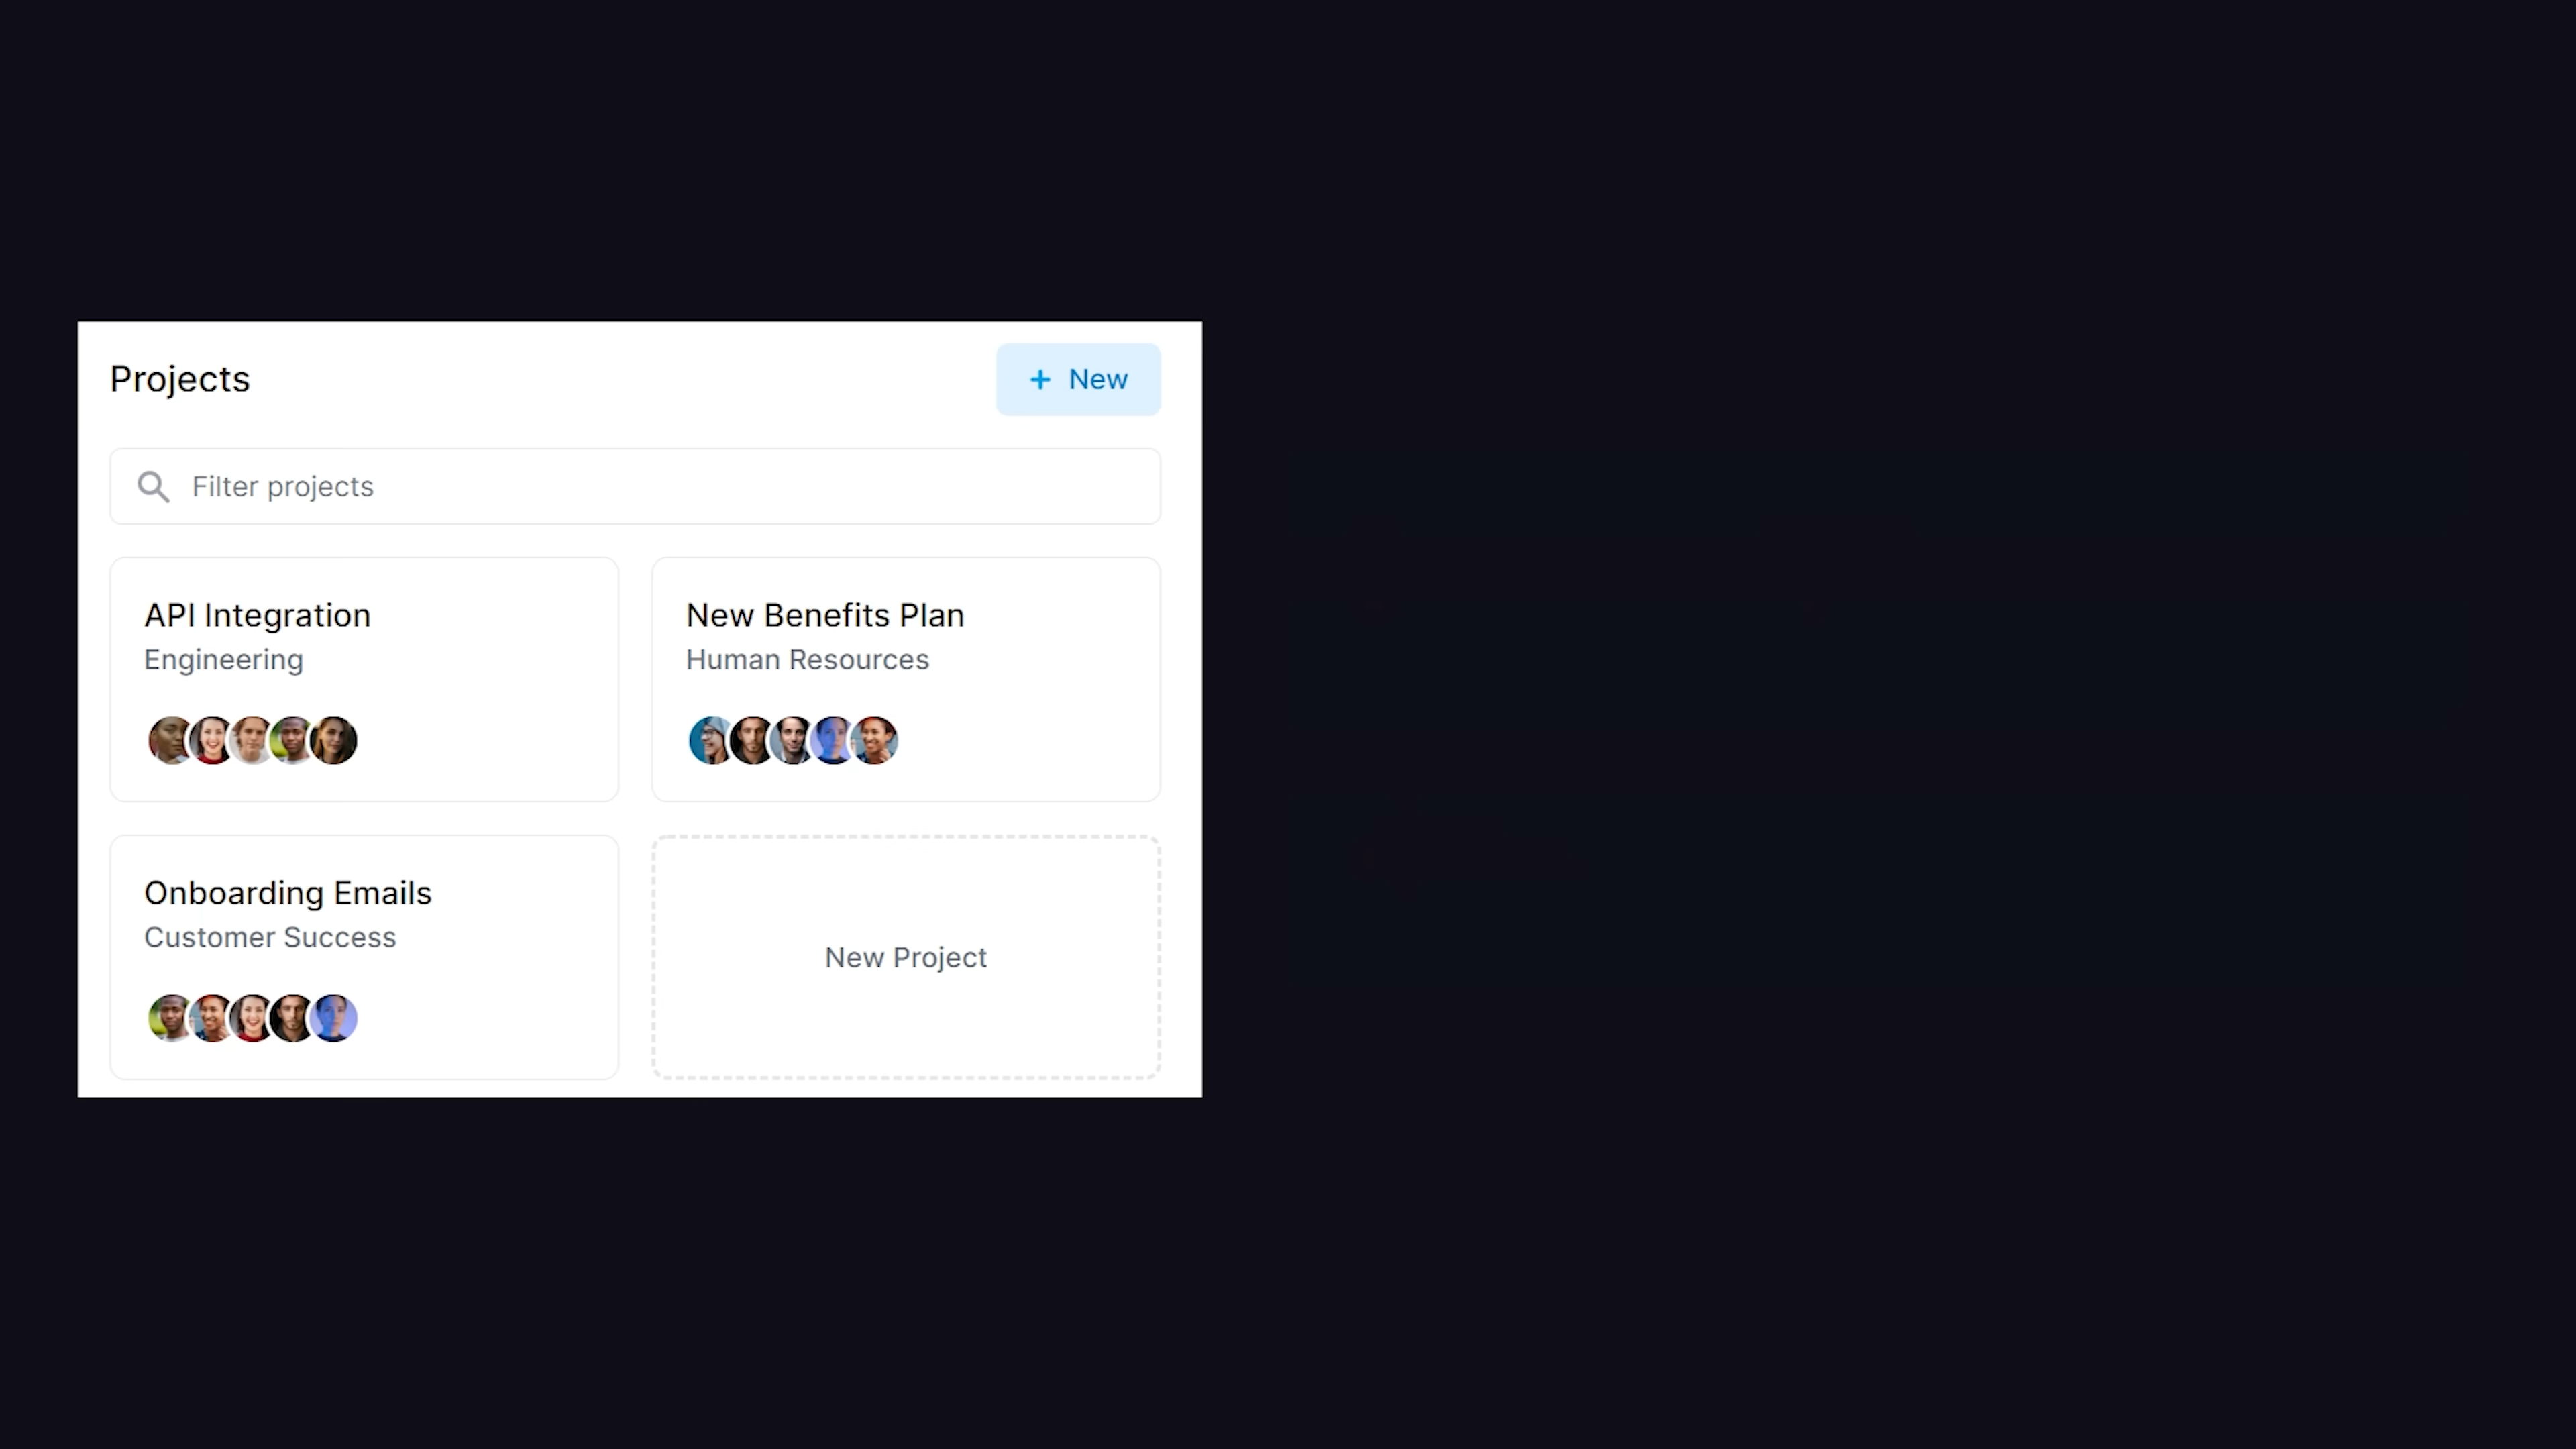 Projects
+ New
Filter projects
API Integration
Engineering
New Benefits Plan
Human Resources
Onboarding Emails
Customer Success
New Project